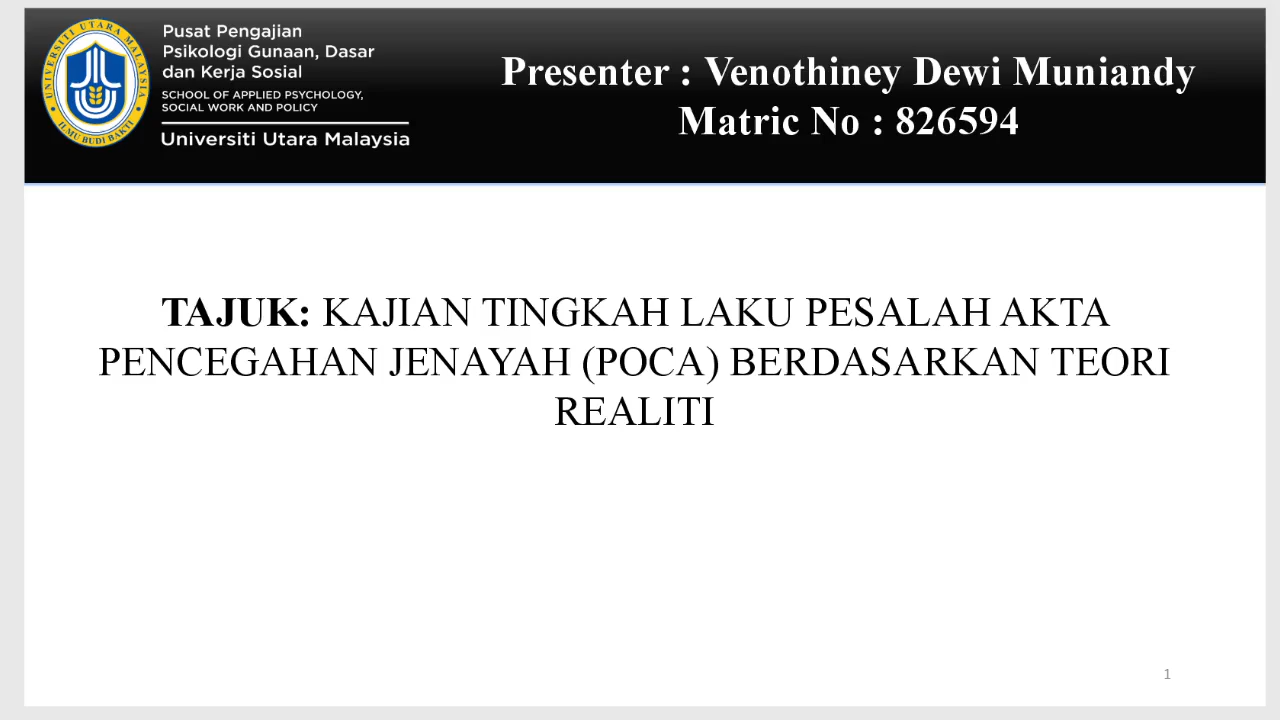 UNIVERSITI UTARA MALAYSIA
ILMU BUDI BAKTI
Pusat Pengajian
Psikologi Gunaan, Dasar
dan Kerja Sosial
SCHOOL OF APPLIED PSYCHOLOGY,
SOCIAL WORK AND POLICY
Universiti Utara Malaysia
Presenter : Venothiney Dewi Muniandy
Matric No : 826594
TAJUK: KAJIAN TINGKAH LAKU PESALAH AKTA
PENCEGAHAN JENAYAH (POCA) BERDASARKAN TEORI
REALITI
1